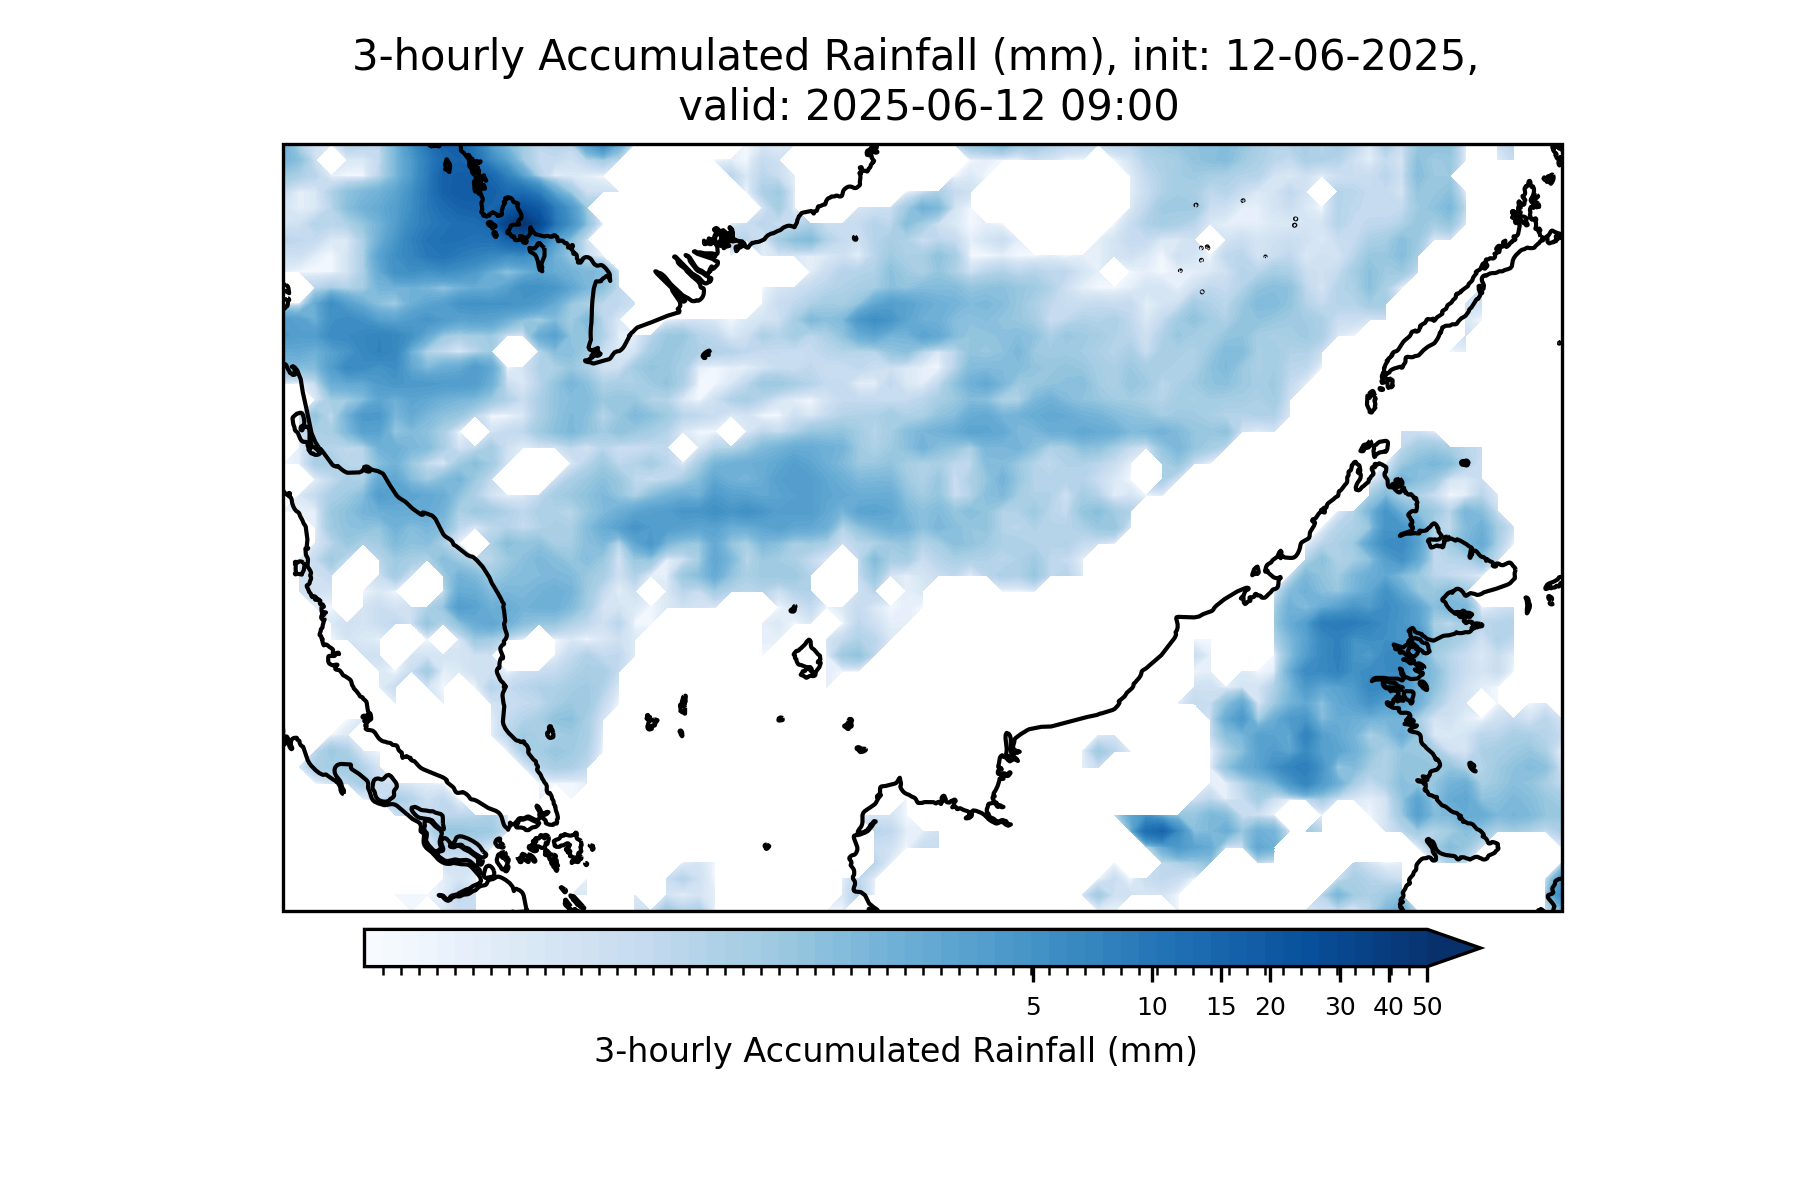 3-hourly Accumulated Rainfall (mm), init: 12-06-2025,
valid: 2025-06-12 09:00
5 10 15 20 30 40 50
3-hourly Accumulated Rainfall (mm)